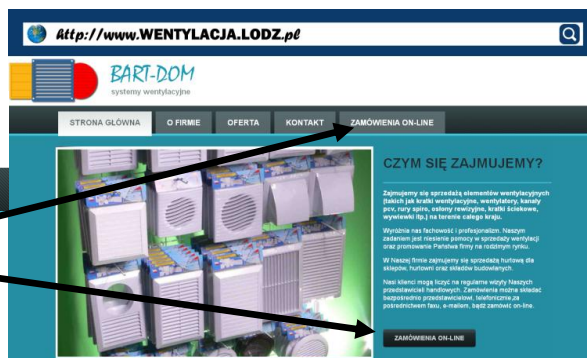 http://www.WENTYLACJA.LODZ.pl
BART-DOM
systemy wentylacyjne
STRONA GŁÓWNA O FIRMIE OFERTA KONTAKT ZAMÓWIENIA ON-LINE
CZYM SIĘ ZAJMUJEMY?
Zajmujemy się sprzedażą elementów wentylacyjnych
(takich jak kratki wentylacyjne, wentylatory, kanały
pcv, rury spiro, osłony rewizyjne, kratki ściekowe,
wywiewki itp.) na terenie całego kraju.
Wyróżnia nas fachowość i profesjonalizm. Naszym
zadaniem jest niesienie pomocy w sprzedaży wentylacji
oraz promowanie Państwa firmy na rodzimym rynku.
W Naszej firmie zajmujemy się sprzedażą hurtową dla
sklepów, hurtowni oraz składów budowlanych.
Nasi klienci mogą liczyć na regularne wizyty Naszych
przedstawicieli handlowych. Zamówienia można składać
bezpośrednio przedstawicielowi, telefonicznie,za
pośrednictwem faxu, e-mailem, bądź zamówić on-line.
ZAMÓWIENIA ON-LINE